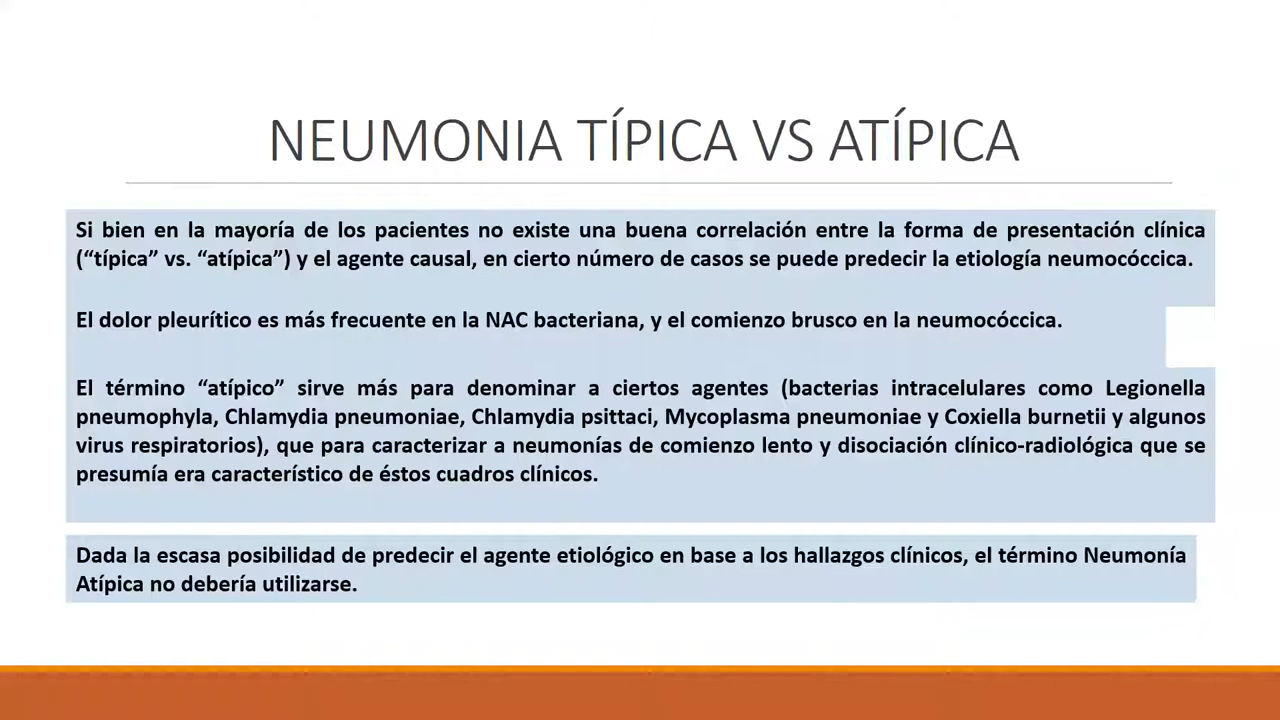 NEUMONIA TÍPICA VS ATÍPICA
Si bien en la mayoría de los pacientes no existe una buena correlación entre la forma de presentación clínica
(“típica” vs. “atípica”) y el agente causal, en cierto número de casos se puede predecir la etiología neumocóccica.
El dolor pleurítico es más frecuente en la NAC bacteriana, y el comienzo brusco en la neumocóccica.
El término “atípico” sirve más para denominar a ciertos agentes (bacterias intracelulares como Legionella
pneumophyla, Chlamydia pneumoniae, Chlamydia psittaci, Mycoplasma pneumoniae y Coxiella burnetii y algunos
virus respiratorios), que para caracterizar a neumonías de comienzo lento y disociación clínico-radiológica que se
presumía era característico de éstos cuadros clínicos.
Dada la escasa posibilidad de predecir el agente etiológico en base a los hallazgos clínicos, el término Neumonía
Atípica no debería utilizarse.